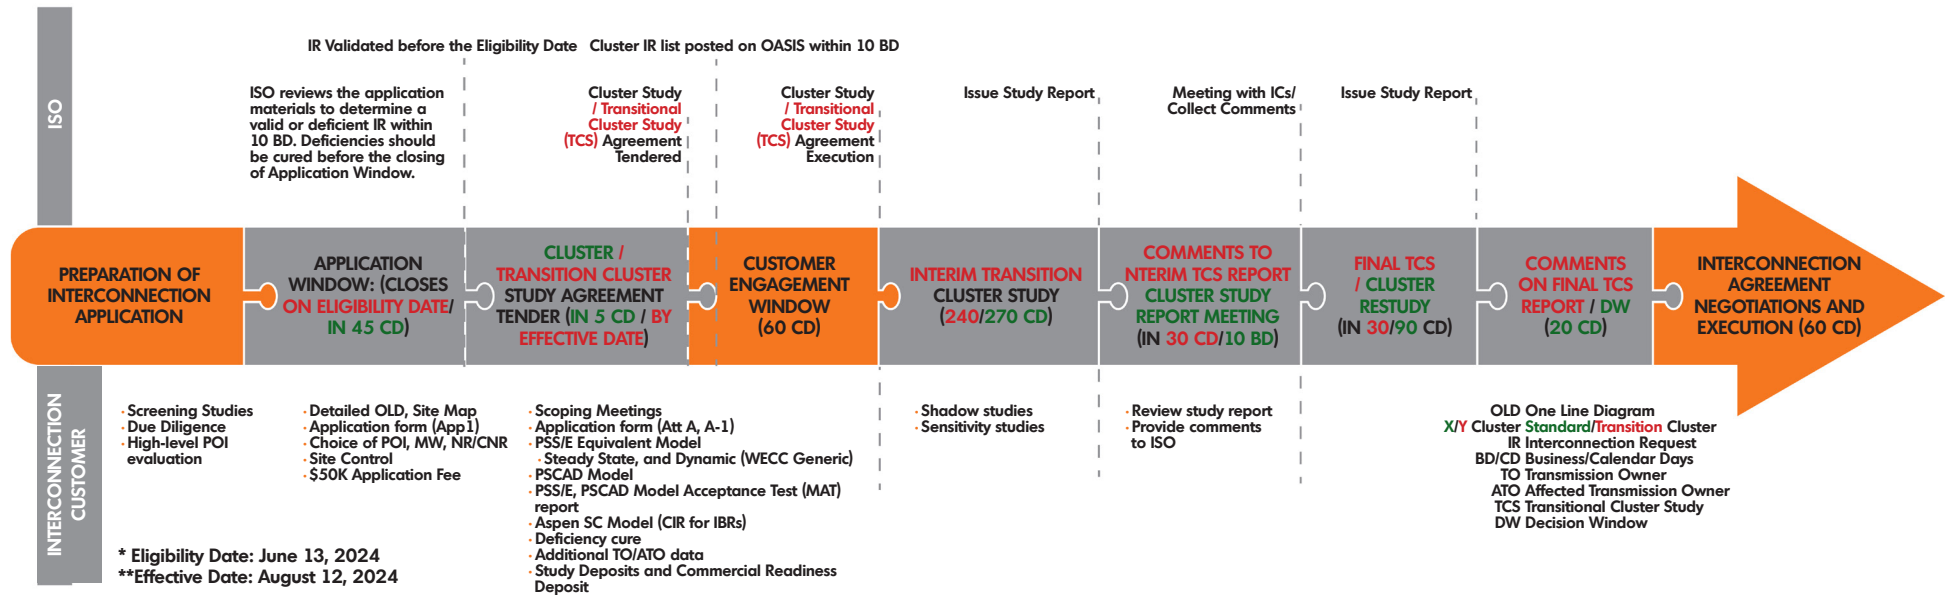 ISO
IR Validated before the Eligibility Date
Cluster IR list posted on OASIS within 10 BD
ISO reviews the application
materials to determine a
valid or deficient IR within
10 BD. Deficiencies should
be cured before the closing
of Application Window.
Cluster Study
/ Transitional
Cluster Study
(TCS) Agreement
Tendered
Cluster Study
/ Transitional
Cluster Study
(TCS) Agreement
Execution
Issue Study Report
Meeting with ICs/
Collect Comments
Issue Study Report
PREPARATION OF
INTERCONNECTION
APPLICATION
APPLICATION
WINDOW: (CLOSES
ON ELIGIBILITY DATE/
IN 45 CD)
CLUSTER /
TRANSITION CLUSTER
STUDY AGREEMENT
TENDER (IN 5 CD / BY
EFFECTIVE DATE)
CUSTOMER
ENGAGEMENT
WINDOW
(60 CD)
INTERIM TRANSITION
CLUSTER STUDY
(240/270 CD)
COMMENTS TO
NTERIM TCS REPORT
CLUSTER STUDY
REPORT MEETING
(IN 30 CD/10 BD)
FINAL TCS
/ CLUSTER
RESTUDY
(IN 30/90 CD)
COMMENTS
ON FINAL TCS
REPORT / DW
(20 CD)
INTERCONNECTION
AGREEMENT
NEGOTIATIONS AND
EXECUTION (60 CD)
INTERCONNECTION
CUSTOMER
· Screening Studies
· Due Diligence
· High-level POI
evaluation
· Detailed OLD, Site Map
· Application form (App1)
· Choice of POI, MW, NR/CNR
· Site Control
· $50K Application Fee
· Scoping Meetings
· Application form (Att A, A-1)
· PSS/E Equivalent Model
· Steady State, and Dynamic (WECC Generic)
· PSCAD Model
· PSS/E, PSCAD Model Acceptance Test (MAT)
report
· Aspen SC Model (CIR for IBRs)
· Deficiency cure
· Additional TO/ATO data
· Study Deposits and Commercial Readiness
Deposit
· Shadow studies
· Sensitivity studies
· Review study report
· Provide comments
to ISO
OLD One Line Diagram
X/Y Cluster Standard/Transition Cluster
IR Interconnection Request
BD/CD Business/Calendar Days
TO Transmission Owner
ATO Affected Transmission Owner
TCS Transitional Cluster Study
DW Decision Window
* Eligibility Date: June 13, 2024
**Effective Date: August 12, 2024